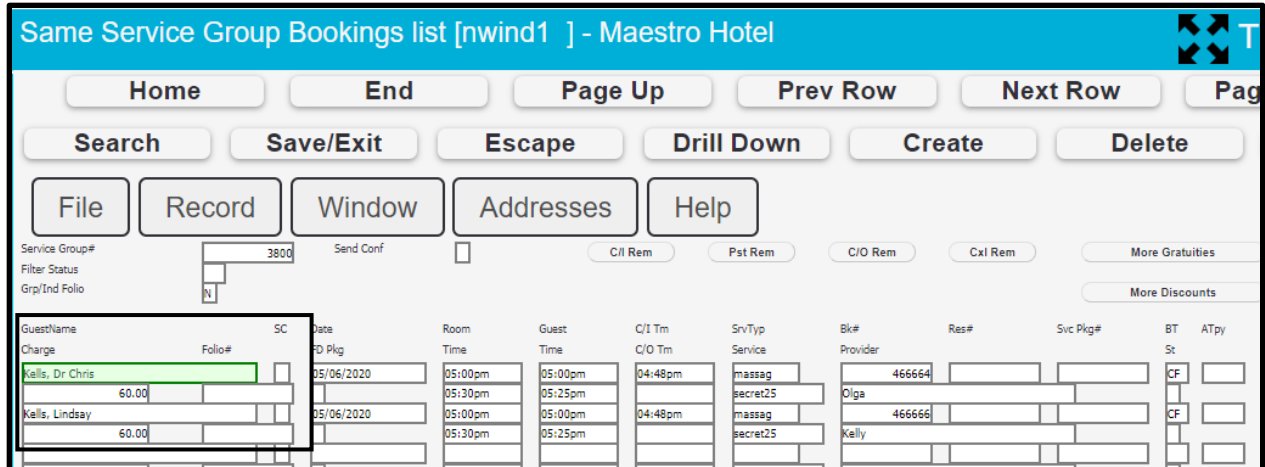 Same Service Group Bookings list [nwind1 ] - Maestro Hotel T
Home End Page Up Prev Row Next Row Pag
Search Save/Exit Escape Drill Down Create Delete
File Record Window Addresses Help
Service Group# 3800 Send Conf C/I Rem Pst Rem C/O Rem Cxl Rem More Gratuities
Filter Status
Grp/Ind Folio N More Discounts
GuestName SC Date Room Guest C/I Tm SrvTyp Bk# Res# Svc Pkg# BT ATpy
Charge Folio# FD Pkg Time Time C/O Tm Service Provider St
Kells, Dr Chris 05/06/2020 05:00pm 05:00pm 04:48pm massag 466664 CF
60.00 05:30pm 05:25pm secret25 Olga
Kells, Lindsay 05/06/2020 05:00pm 05:00pm 04:48pm massag 466666 CF
60.00 05:30pm 05:25pm secret25 Kelly